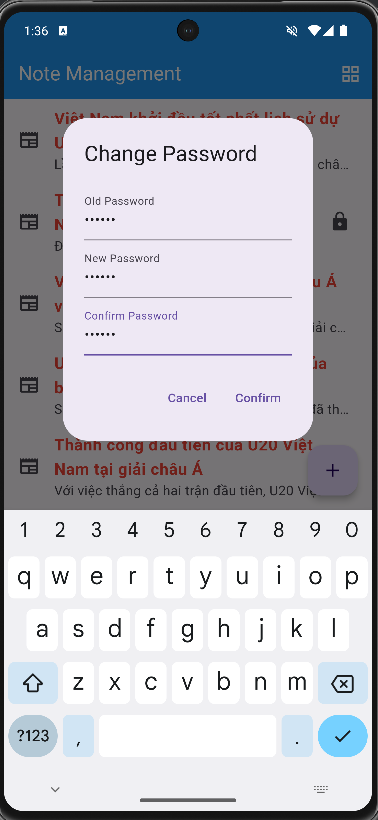 1:36
Note Management
Việt Nam khởi đầu tốt nhất lịch sử dự
U
châ…
Change Password
T
N
Đ
Old Password
••••••
New Password
••••••
V
u Á
v
S
iải c…
Confirm Password
••••••
U
ủa
b
S
đã th…
Cancel
Confirm
Thành công đầu tiên của U20 Việt
Nam tại giải châu Á
Với việc thắng cả hai trận đầu tiên, U20 Việ
+
1 2 3 4 5 6 7 8 9 0
q w e r t y u i o p
a s d f g h j k l
z x c v b n m
?123 , .